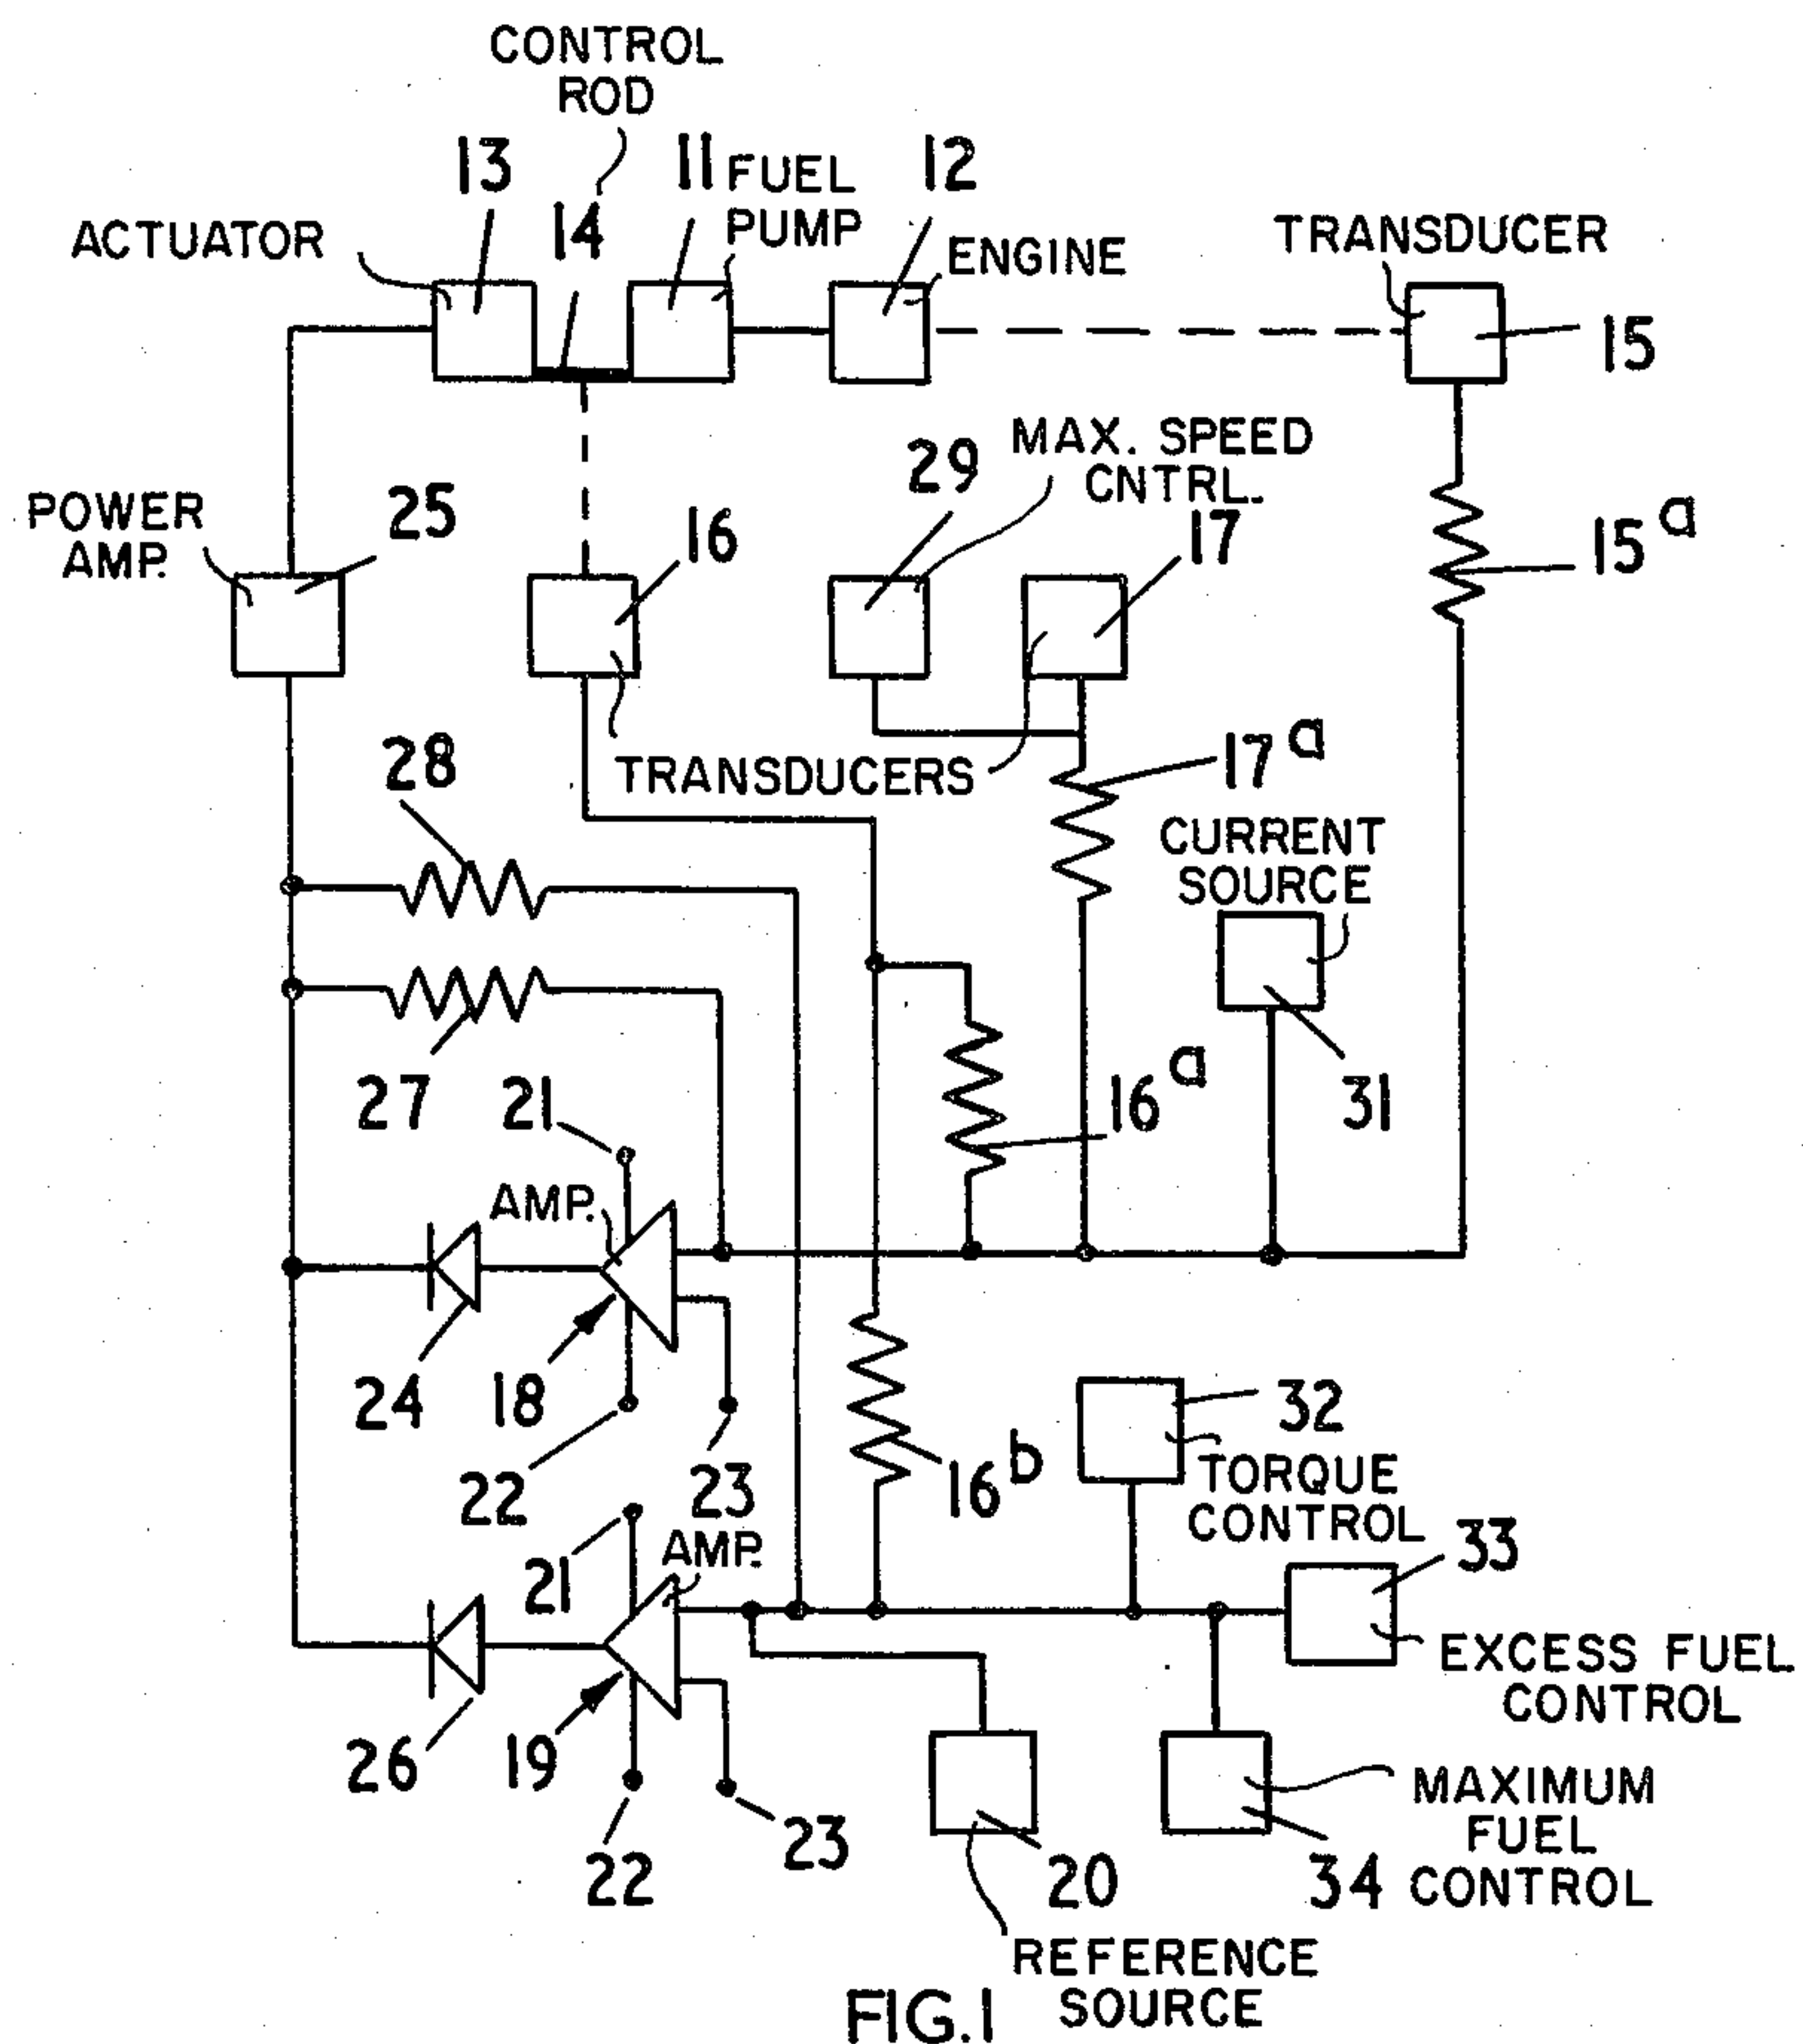 CONTROL
ROD
13
11
FUEL
PUMP
12
ACTUATOR
14
ENGINE
TRANSDUCER
15
29
MAX. SPEED
CNTRL.
POWER
AMP.
25
16
17
15a
28
TRANSDUCERS
17a
CURRENT
SOURCE
27
21
16a
31
AMP.
24
18
22
23
16b
32
TORQUE
CONTROL
21
AMP.
33
EXCESS FUEL
CONTROL
26
19
22
23
20
34
MAXIMUM
FUEL
CONTROL
REFERENCE
SOURCE
FIG.1